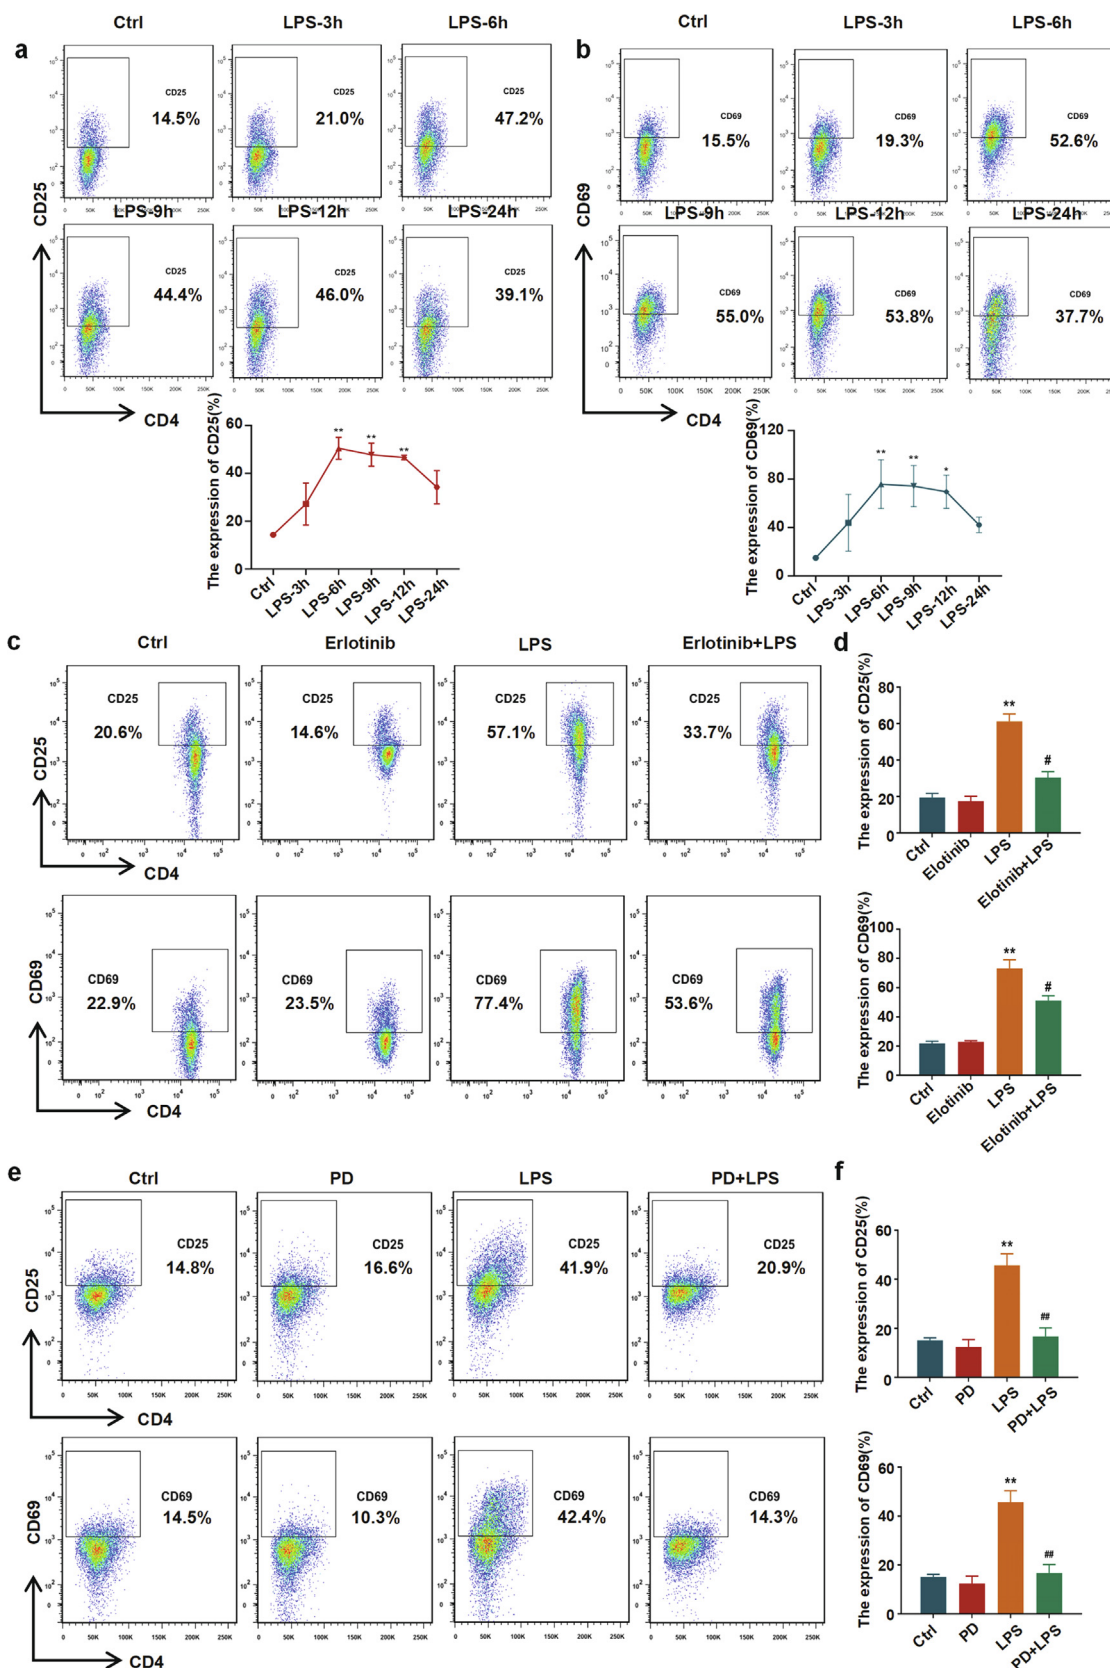 a
Ctrl
LPS-3h
LPS-6h
CD25
14.5%
CD25
21.0%
CD25
47.2%
LPS-9h
LPS-12h
LPS-24h
CD25
44.4%
CD25
46.0%
CD25
39.1%
CD25
CD4
The expression of CD25(%)
60
40
20
0
**
**
**
Ctrl
LPS-3h
LPS-6h
LPS-9h
LPS-12h
LPS-24h
b
Ctrl
LPS-3h
LPS-6h
CD69
15.5%
CD69
19.3%
CD69
52.6%
LPS-9h
LPS-12h
LPS-24h
CD69
55.0%
CD69
53.8%
CD69
37.7%
CD69
CD4
The expression of CD69(%)
120
80
40
0
**
**
*
Ctrl
LPS-3h
LPS-6h
LPS-9h
LPS-12h
LPS-24h
c
Ctrl
Erlotinib
LPS
Erlotinib+LPS
CD25
20.6%
CD25
14.6%
CD25
57.1%
CD25
33.7%
CD25
CD4
CD69
22.9%
CD69
23.5%
CD69
77.4%
CD69
53.6%
CD69
CD4
d
The expression of CD25(%)
80
60
40
20
0
**
#
Ctrl
Elotinib
LPS
Elotinib+LPS
The expression of CD69(%)
100
80
60
40
20
0
**
#
Ctrl
Elotinib
LPS
Elotinib+LPS
e
Ctrl
PD
LPS
PD+LPS
CD25
14.8%
CD25
16.6%
CD25
41.9%
CD25
20.9%
CD25
CD4
CD69
14.5%
CD69
10.3%
CD69
42.4%
CD69
14.3%
CD69
CD4
f
The expression of CD25(%)
60
40
20
0
**
##
Ctrl
PD
LPS
PD+LPS
The expression of CD69(%)
60
40
20
0
**
##
Ctrl
PD
LPS
PD+LPS